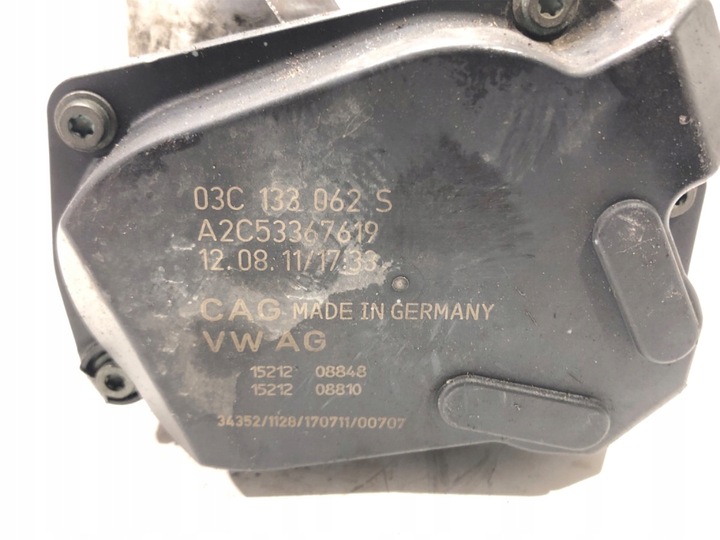 03C 133 062 S
A2C53367619
12.08.11/17:33
CAG MADE IN GERMANY
VW AG
15212 08848
15212 08810
34352/1128/170711/00707